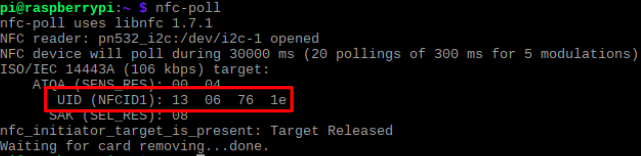 pi@raspberrypi:~ $ nfc-poll
nfc-poll uses libnfc 1.7.1
NFC reader: pn532_i2c:/dev/i2c-1 opened
NFC device will poll during 30000 ms (20 pollings of 300 ms for 5 modulations)
ISO/IEC 14443A (106 kbps) target:
ATQA (SENS_RES): 00 04
UID (NFCID1): 13 06 76 1e
SAK (SEL_RES): 08
nfc_initiator_target_is_present: Target Released
Waiting for card removing...done.